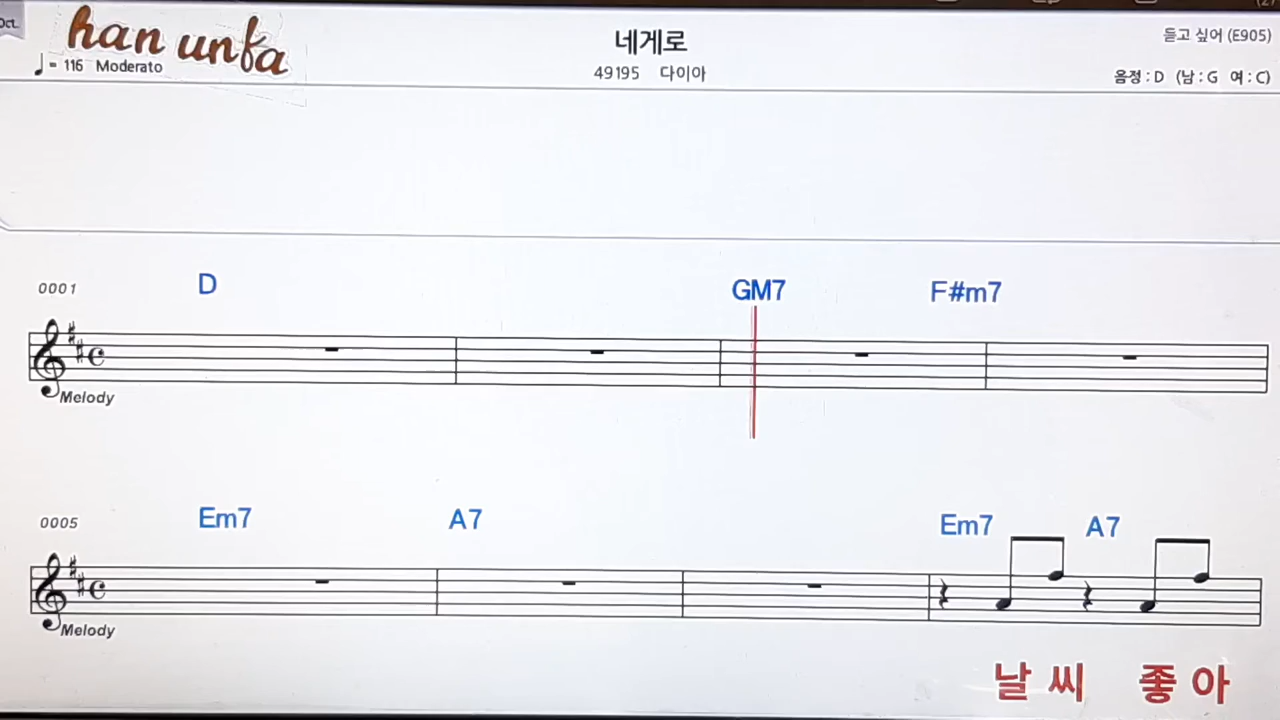 Oct.
han unfa
♩= 116 Moderato
네게로
49195 다이아
듣고 싶어 (E905)
음정 : D (남 : G 여 : C)
0001
D GM7 F#m7
Melody
0005
Em7 A7 Em7 A7
Melody
날 씨 좋 아